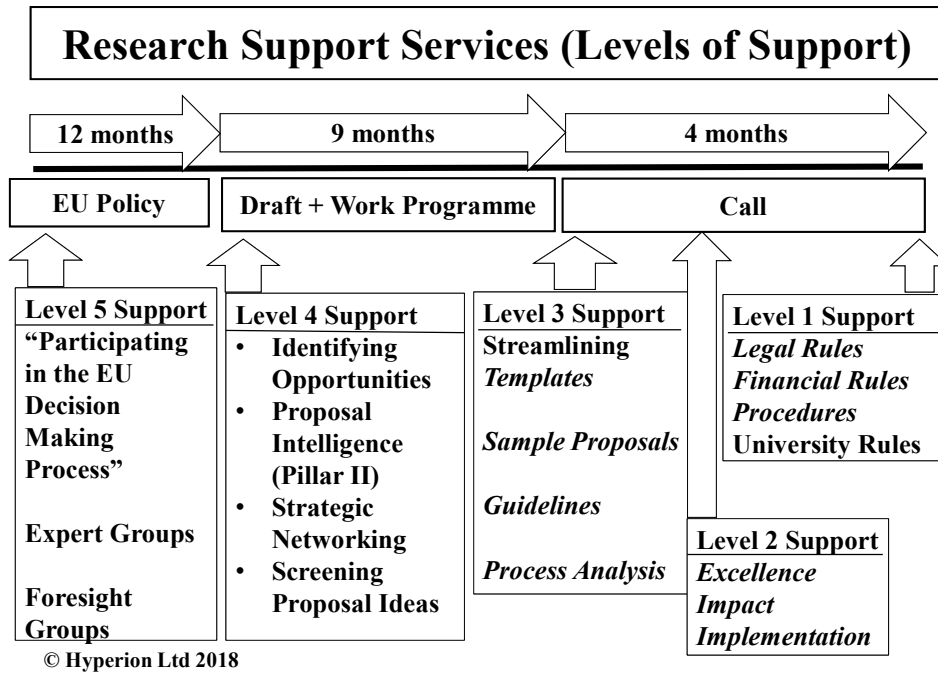 Research Support Services (Levels of Support)
12 months
9 months
4 months
EU Policy
Draft + Work Programme
Call
Level 5 Support
“Participating
in the EU
Decision
Making
Process”
Expert Groups
Foresight
Groups
Level 4 Support
• Identifying
Opportunities
• Proposal
Intelligence
(Pillar II)
• Strategic
Networking
• Screening
Proposal Ideas
Level 3 Support
Streamlining
Templates
Sample Proposals
Guidelines
Process Analysis
Level 2 Support
Excellence
Impact
Implementation
Level 1 Support
Legal Rules
Financial Rules
Procedures
University Rules
© Hyperion Ltd 2018